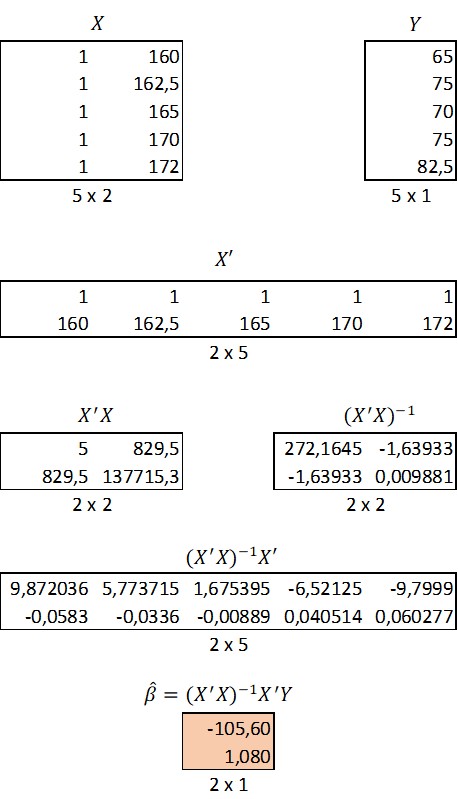 X Y
1 160 65
1 162,5 75
1 165 70
1 170 75
1 172 82,5
5 x 2 5 x 1
X′
1 1 1 1 1
160 162,5 165 170 172
2 x 5
X′X (X′X)⁻¹
5 829,5 272,1645 -1,63933
829,5 137715,3 -1,63933 0,009881
2 x 2 2 x 2
(X′X)⁻¹X′
9,872036 5,773715 1,675395 -6,52125 -9,7999
-0,0583 -0,0336 -0,00889 0,040514 0,060277
2 x 5
β̂ = (X′X)⁻¹X′Y
-105,60
1,080
2 x 1